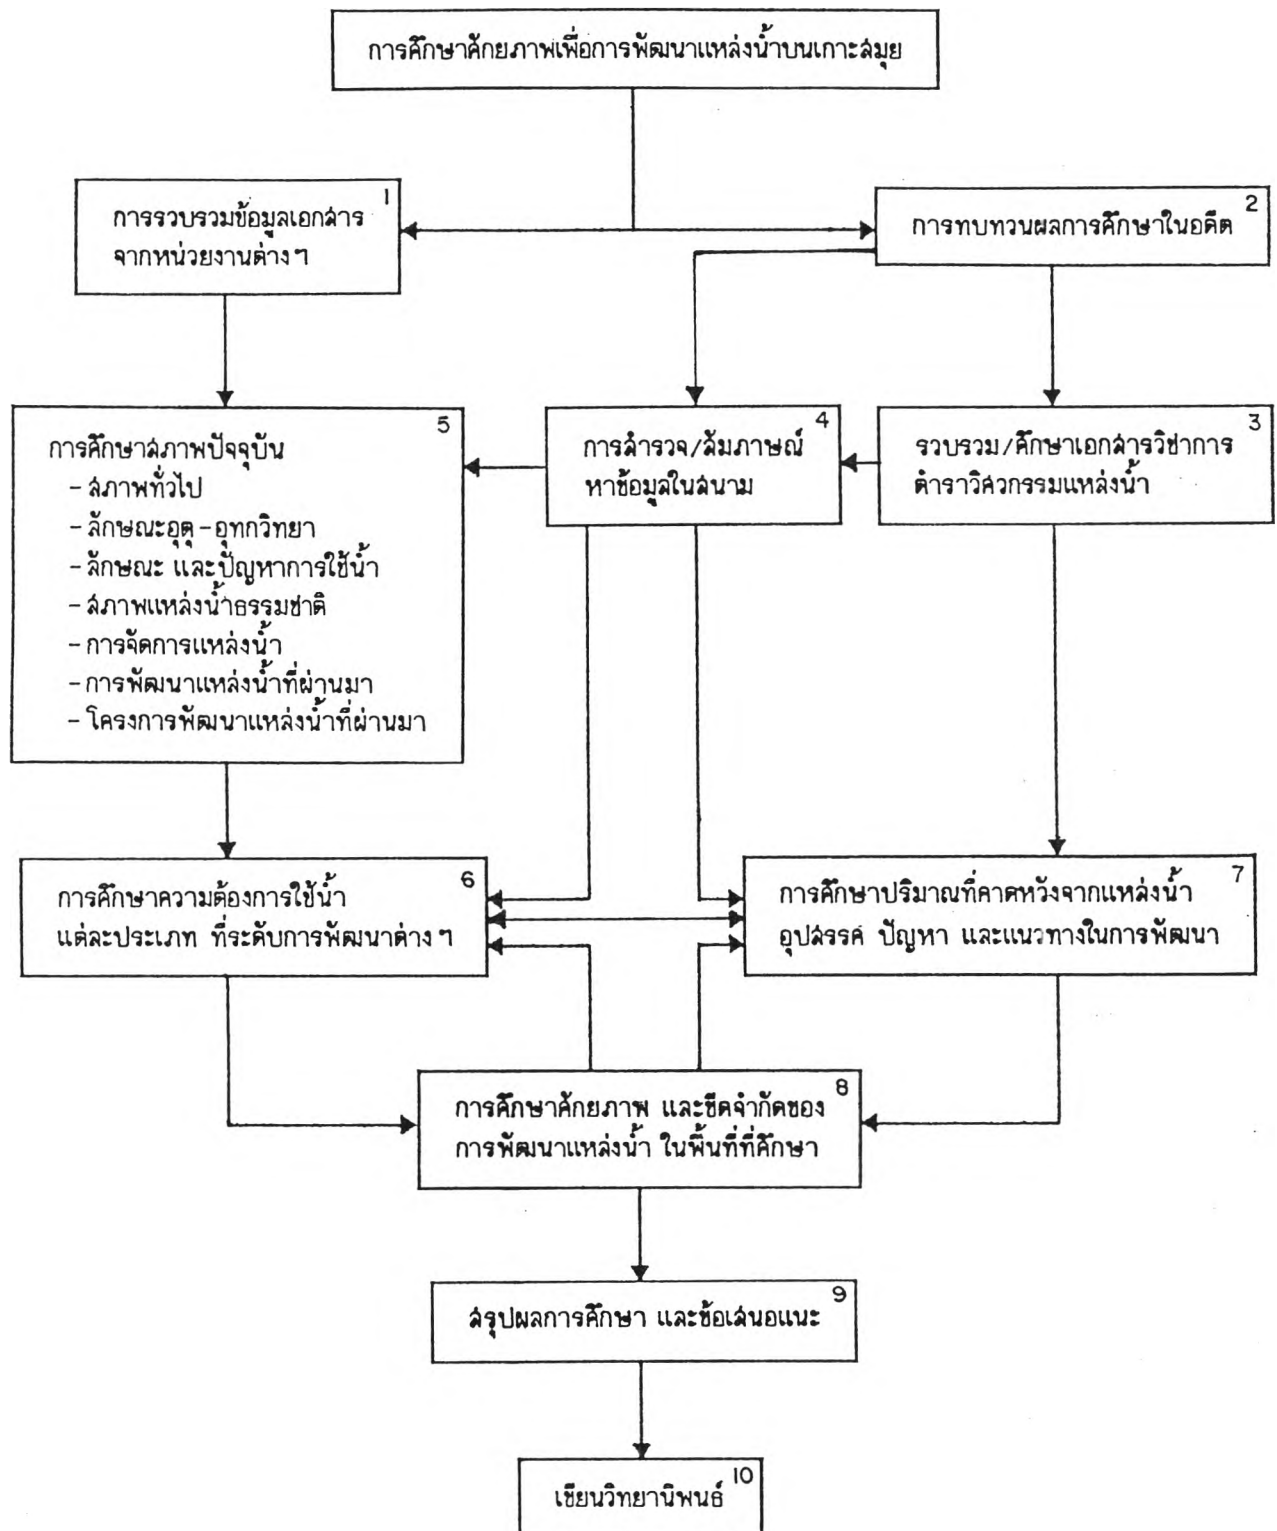 การศึกษาศักยภาพเพื่อการพัฒนาแหล่งน้ำบนเกาะสมุย
1
การรวบรวมข้อมูลเอกสาร
จากหน่วยงานต่างๆ
2
การทบทวนผลการศึกษาในอดีต
5
การศึกษาสภาพปัจจุบัน
- สภาพทั่วไป
- ลักษณะอุตุ - อุทกวิทยา
- ลักษณะ และปัญหาการใช้น้ำ
- สภาพแหล่งน้ำธรรมชาติ
- การจัดการแหล่งน้ำ
- การพัฒนาแหล่งน้ำที่ผ่านมา
- โครงการพัฒนาแหล่งน้ำที่ผ่านมา
4
การสำรวจ/สัมภาษณ์
หาข้อมูลในสนาม
3
รวบรวม/ศึกษาเอกสารวิชาการ
ตำราวิศวกรรมแหล่งน้ำ
6
การศึกษาความต้องการใช้น้ำ
แต่ละประเภท ที่ระดับการพัฒนาต่างๆ
7
การศึกษาปริมาณที่คาดหวังจากแหล่งน้ำ
อุปสรรค ปัญหา และแนวทางในการพัฒนา
8
การศึกษาศักยภาพ และขีดจำกัดของ
การพัฒนาแหล่งน้ำ ในพื้นที่ที่ศึกษา
9
สรุปผลการศึกษา และข้อเสนอแนะ
10
เขียนวิทยานิพนธ์